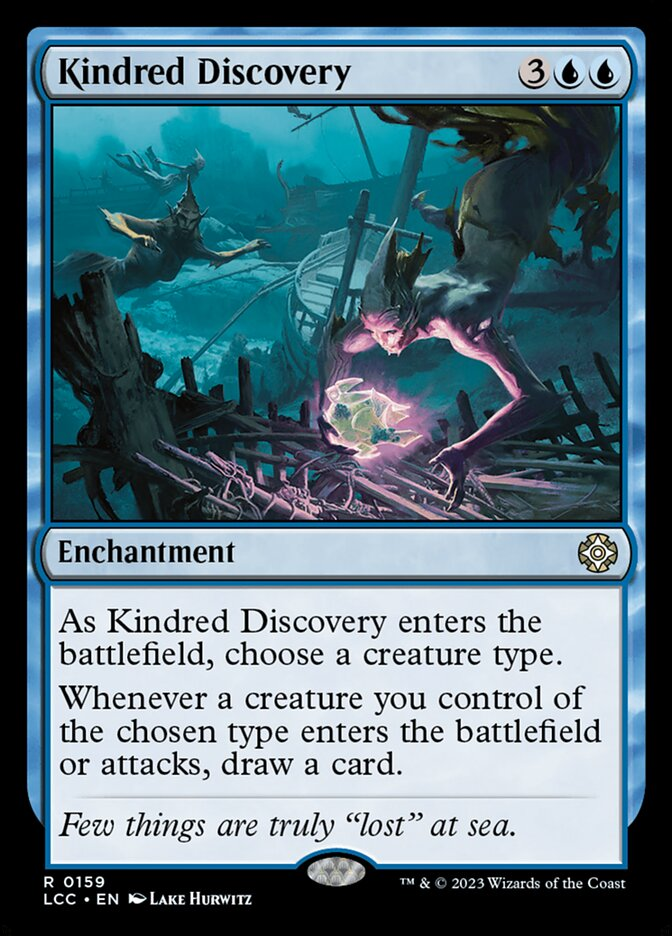 Kindred Discovery 3
Enchantment
As Kindred Discovery enters the
battlefield, choose a creature type.
Whenever a creature you control of
the chosen type enters the battlefield
or attacks, draw a card.
Few things are truly “lost” at sea.
R 0159
LCC • EN Lake Hurwitz
™ & © 2023 Wizards of the Coast